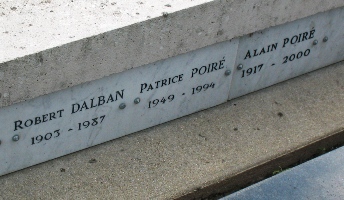 Robert DALBAN
1903 - 1987
Patrice POIRÉ
1949 - 1994
Alain POIRÉ
1917 - 2000